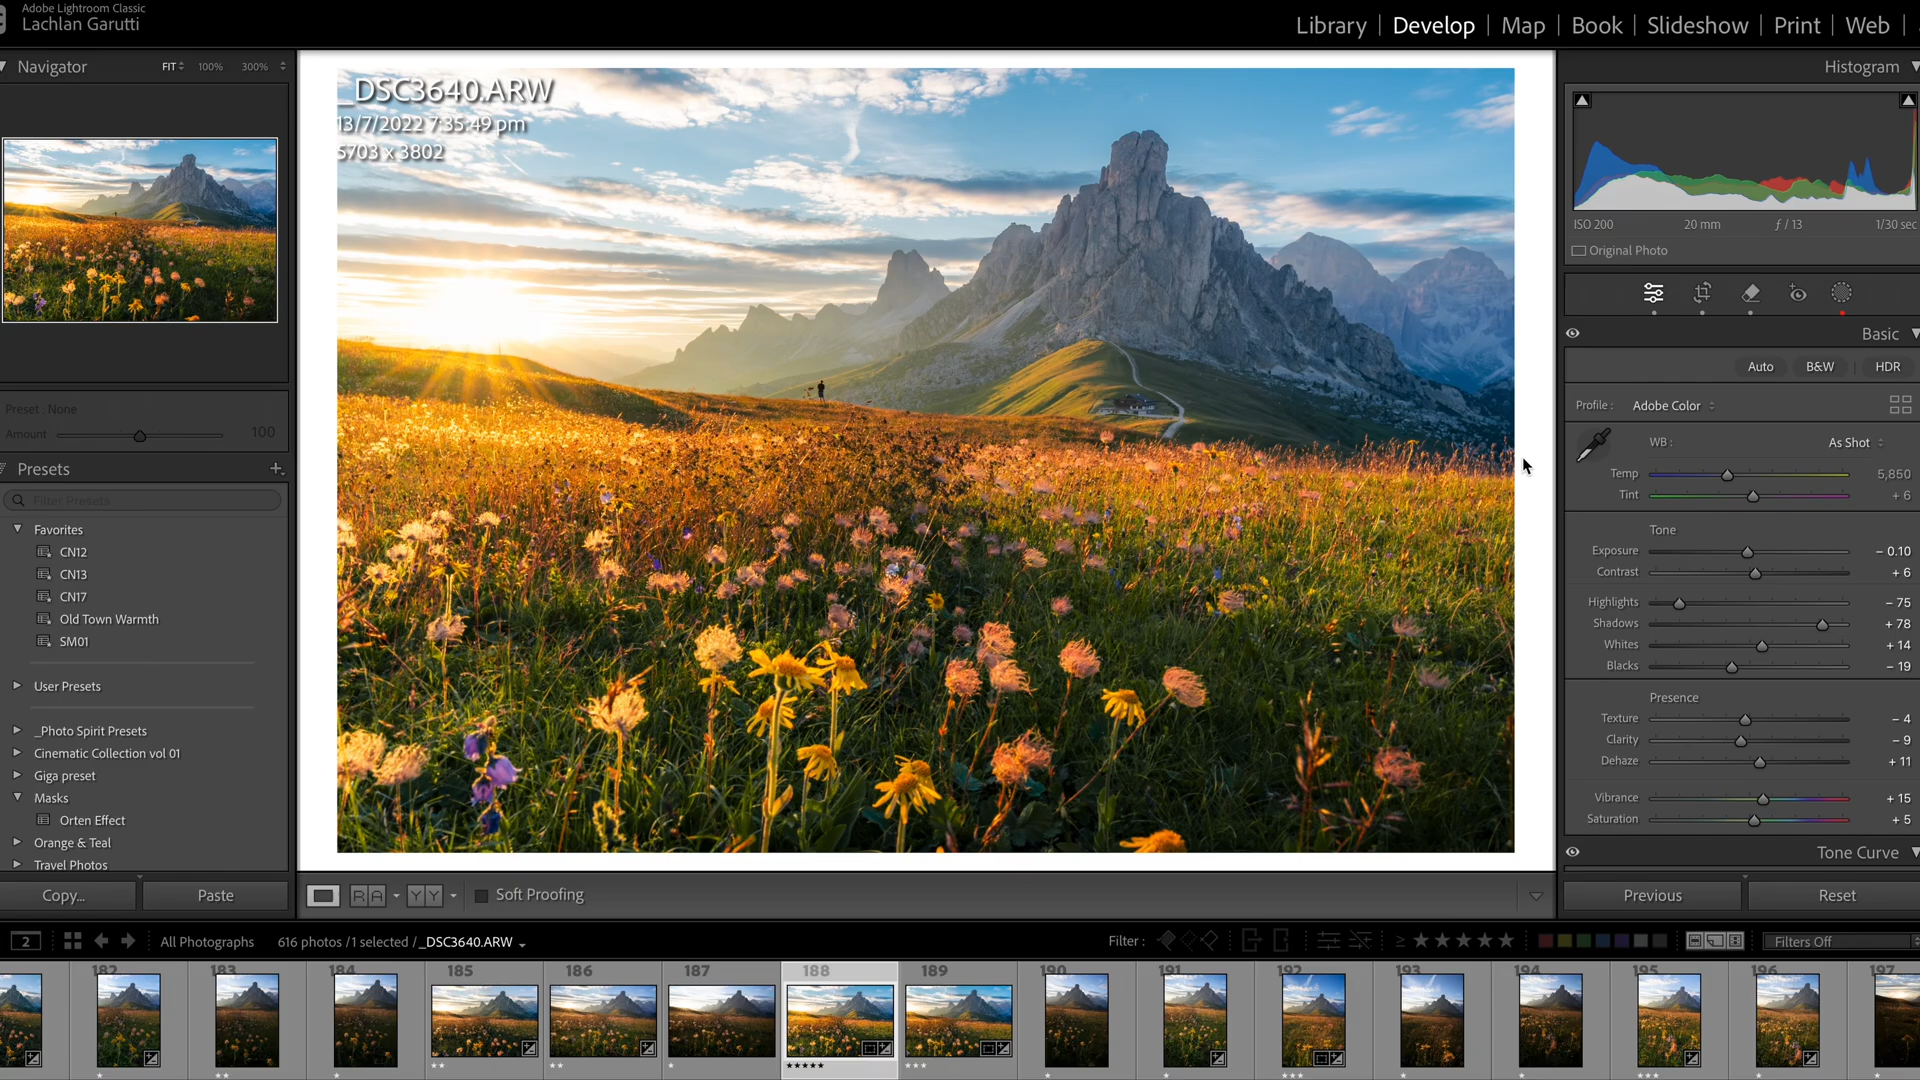 Adobe Lightroom Classic
Lachlan Garutti
Library | Develop | Map | Book | Slideshow | Print | Web |
Navigator
FIT 100% 300%
Preset : None
Amount 100
Presets
Filter Presets
Favorites
CN12
CN13
CN17
Old Town Warmth
SM01
User Presets
_Photo Spirit Presets
Cinematic Collection vol 01
Giga preset
Masks
Orten Effect
Orange & Teal
Travel Photos
Copy...
Paste
_DSC3640.ARW
13/7/2022 7:35:49 pm
5703 x 3802
R A
Y Y
Soft Proofing
Histogram
ISO 200 20 mm ƒ / 13 1/30 sec
Original Photo
Basic
Auto B&W HDR
Profile : Adobe Color
WB : As Shot
Temp 5,850
Tint + 6
Tone
Exposure – 0.10
Contrast + 6
Highlights – 75
Shadows + 78
Whites + 14
Blacks – 19
Presence
Texture – 4
Clarity – 9
Dehaze + 11
Vibrance + 15
Saturation + 5
Tone Curve
Previous
Reset
2
All Photographs 616 photos /1 selected / _DSC3640.ARW
Filter :
≥
Filters Off
182 183 184 185 186 187 188 189 190 191 192 193 194 195 196 197